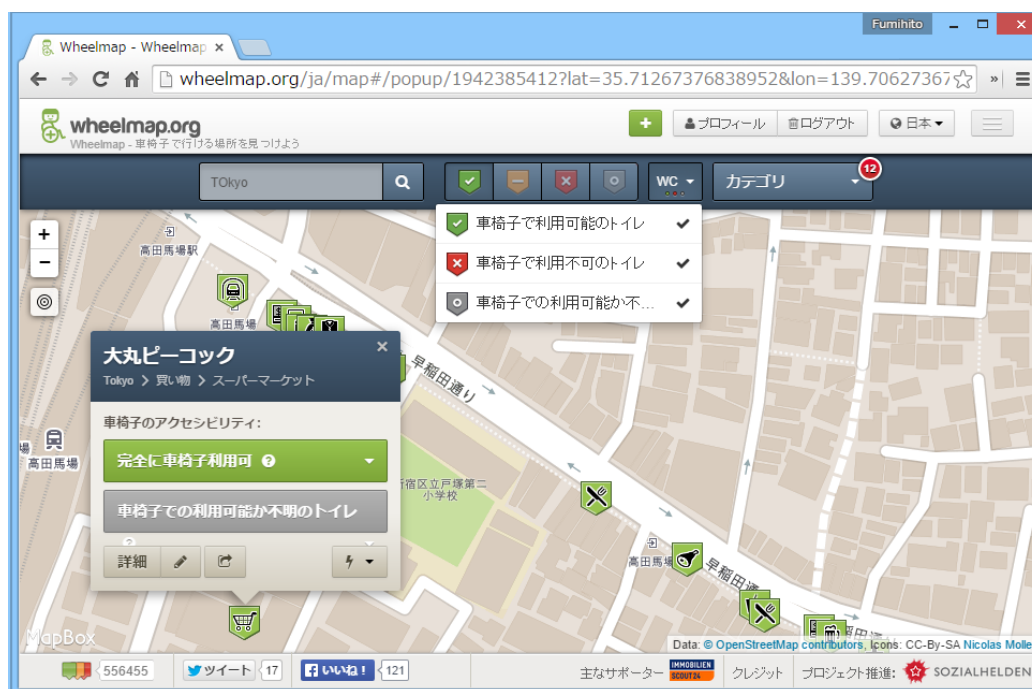 Fumihito
Wheelmap - Wheelmap
wheelmap.org/ja/map#/popup/1942385412?lat=35.71267376838952&lon=139.70627367
wheelmap.org
Wheelmap - 車椅子で行ける場所を見つけよう
プロフィール
ログアウト
日本
TOkyo
WC
カテゴリ
12
車椅子で利用可能のトイレ
車椅子で利用不可のトイレ
車椅子での利用可能か不...
高田馬場駅
高田馬場
大丸ピーコック
Tokyo > 買い物 > スーパーマーケット
車椅子のアクセシビリティ:
完全に車椅子利用可
車椅子での利用可能か不明のトイレ
詳細
早稲田通り
高田馬場
宿区立戸塚第二
小学校
高田馬場
早稲田
MapBox
Data: © OpenStreetMap contributors, Icons: CC-By-SA Nicolas Molle
556455
ツイート
17
いいね!
121
主なサポーター
IMMOBILIEN
SCOUT24
クレジット
プロジェクト推進:
SOZIALHELDEN